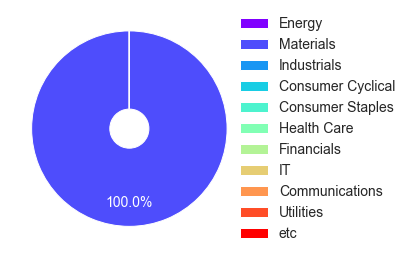 Energy
Materials
Industrials
Consumer Cyclical
Consumer Staples
Health Care
Financials
IT
Communications
Utilities
etc
100.0%